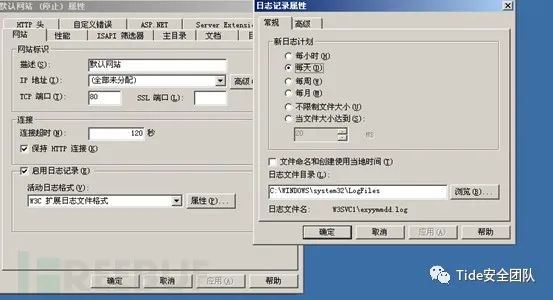 默认网站 (停止) 属性
HTTP 头 自定义错误 ASP.NET Server Extension
网站 性能 ISAPI 筛选器 主目录 文档
网站标识
描述(S): 默认网站
IP 地址(I): (全部未分配) 高级
TCP 端口(T): 80 SSL 端口(L):
连接
连接超时(N): 120 秒
保持 HTTP 连接(K)
启用日志记录(E)
活动日志格式(V):
W3C 扩展日志文件格式 属性(P)...
确定 取消 应用(A) 帮助
日志记录属性
常规 高级
新日志计划
每小时(H)
每天(D)
每周(W)
每月(M)
不限制文件大小(U)
当文件大小达到(S):
20 MB
文件命名和创建使用当地时间(T)
日志文件目录(L):
C:\WINDOWS\system32\LogFiles 浏览(B)...
日志文件名: W3SVC1\exyymmdd.log
确定 取消 应用(A) 帮助
REEBUF
Tide安全团队